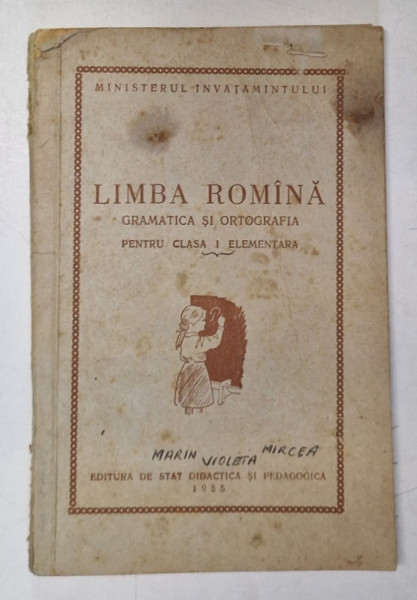 MINISTERUL INVATAMINTULUI
LIMBA ROMÎNĂ
GRAMATICA ȘI ORTOGRAFIA
PENTRU CLASA I ELEMENTARA
MARIN VIOLETA MIRCEA
EDITURA DE STAT DIDACTICA ȘI PEDAGOGICA
1955